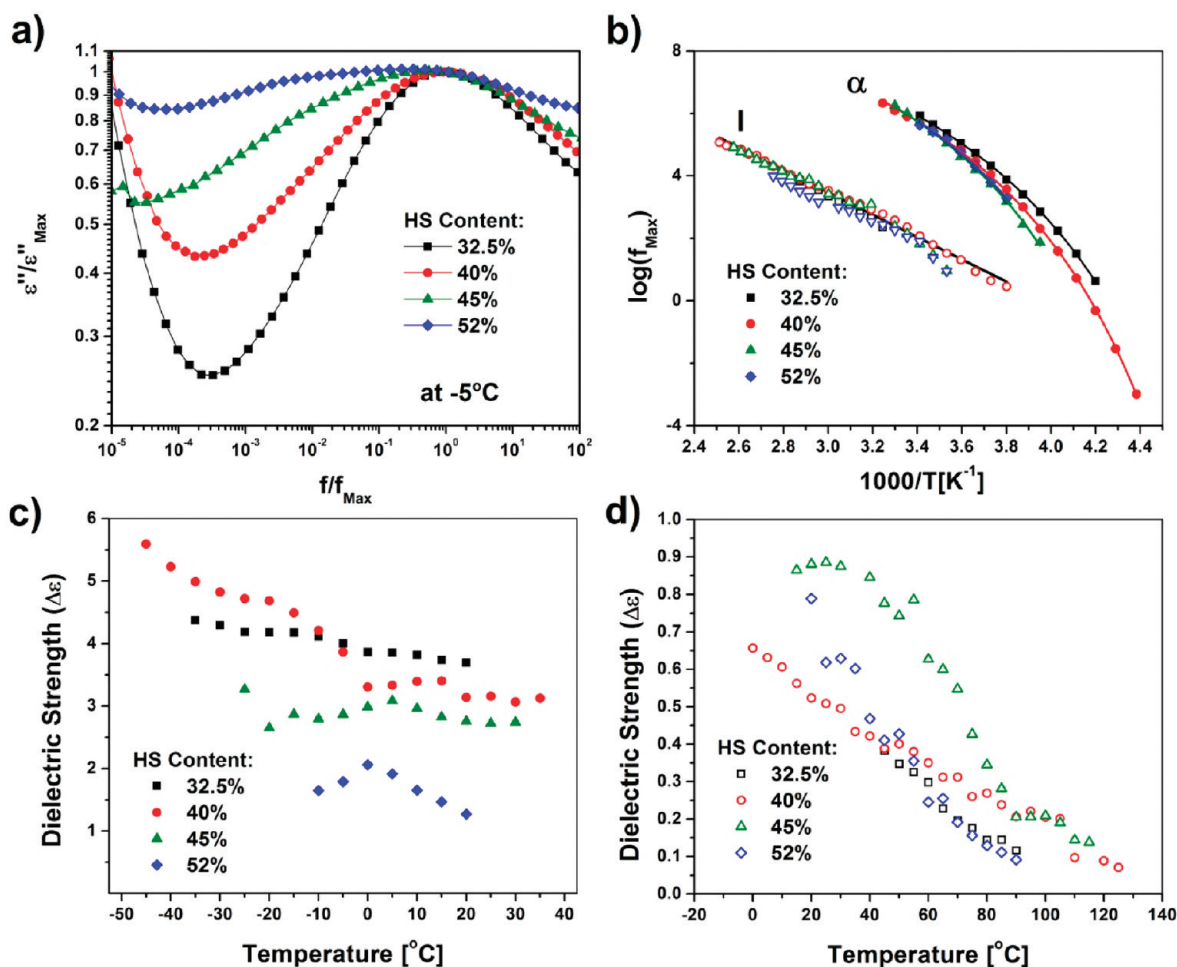 a)
ε"/ε"Max
1.1
1
0.9
0.8
0.7
0.6
0.5
0.4
0.3
0.2
HS Content:
32.5%
40%
45%
52%
at -5°C
10-5 10-4 10-3 10-2 10-1 100 101 102
f/fMax
b)
log(fMax)
8
4
0
-4
α
I
HS Content:
32.5%
40%
45%
52%
2.4 2.6 2.8 3.0 3.2 3.4 3.6 3.8 4.0 4.2 4.4
1000/T[K-1]
c)
Dielectric Strength (Δε)
6
5
4
3
2
1
HS Content:
32.5%
40%
45%
52%
-50 -40 -30 -20 -10 0 10 20 30 40
Temperature [°C]
d)
Dielectric Strength (Δε)
1.0
0.9
0.8
0.7
0.6
0.5
0.4
0.3
0.2
0.1
0.0
HS Content:
32.5%
40%
45%
52%
-20 0 20 40 60 80 100 120 140
Temperature [°C]